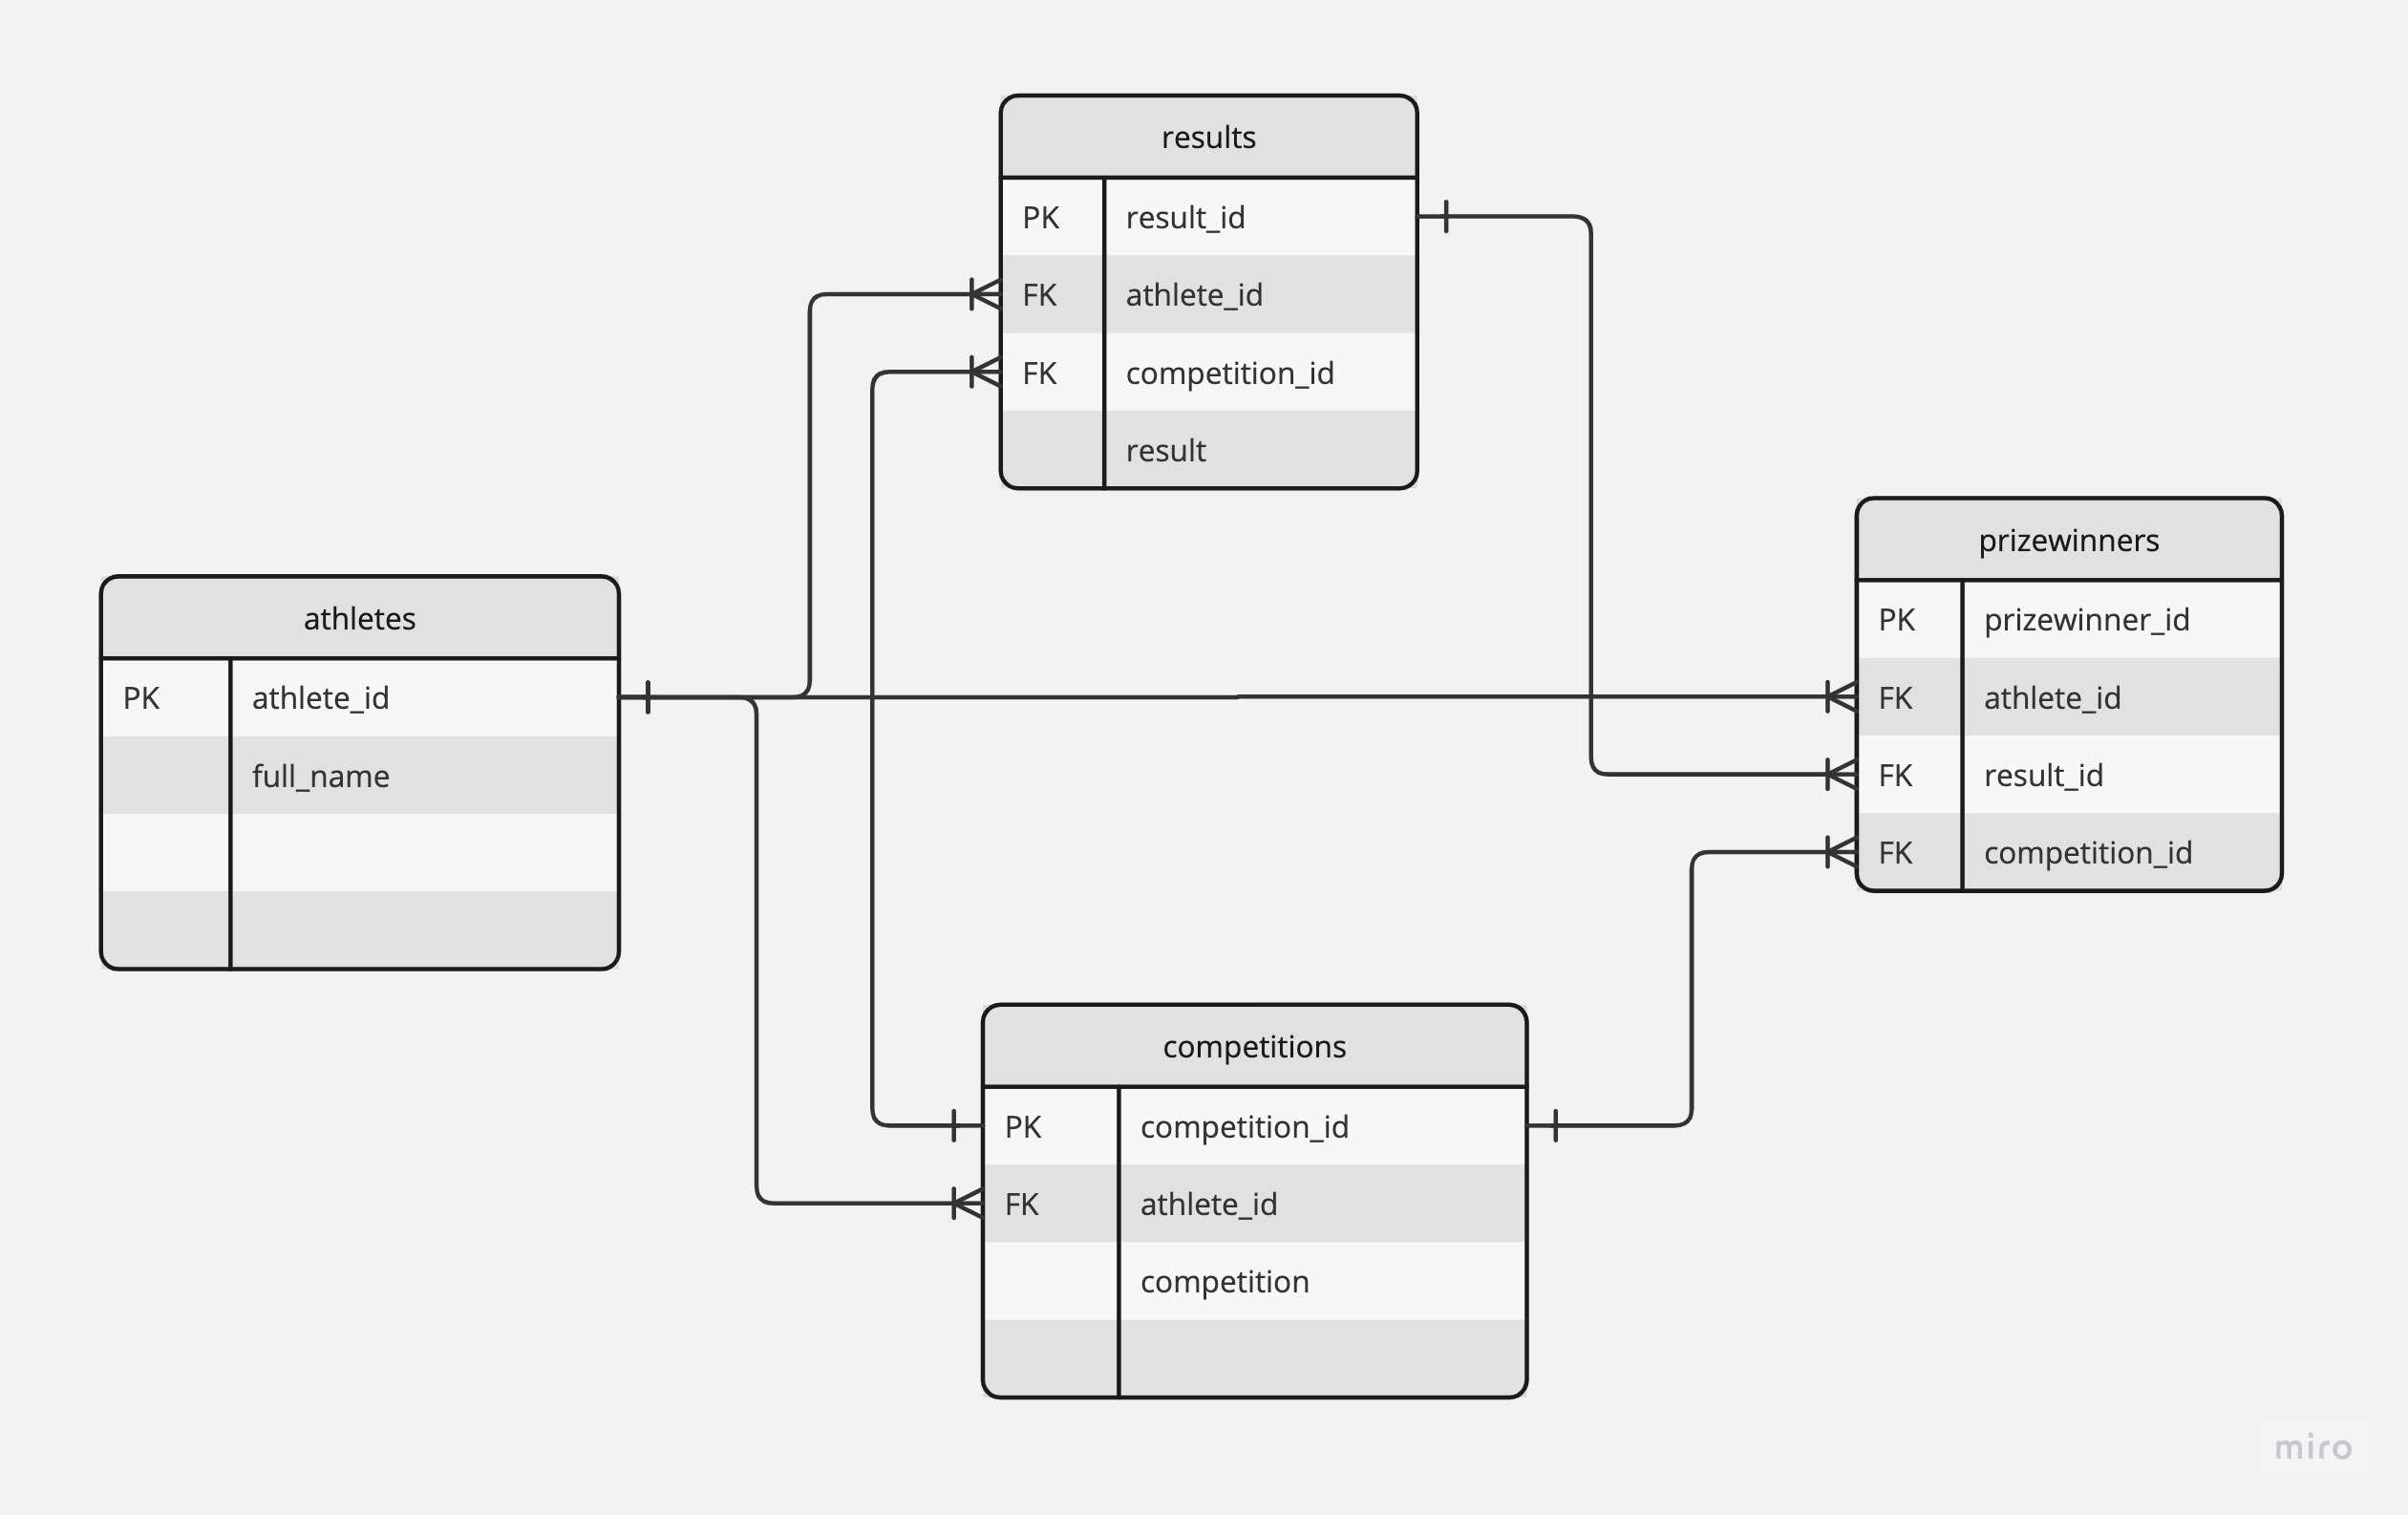 results
PK result_id
FK athlete_id
FK competition_id
result
prizewinners
PK prizewinner_id
FK athlete_id
FK result_id
FK competition_id
athletes
PK athlete_id
full_name
competitions
PK competition_id
FK athlete_id
competition
miro